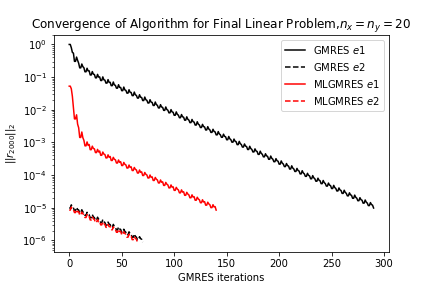 Convergence of Algorithm for Final Linear Problem,$n_x = n_y = 20$
$||r_{2000}||_2$
10^0
10^{-1}
10^{-2}
10^{-3}
10^{-4}
10^{-5}
10^{-6}
GMRES e1
GMRES e2
MLGMRES e1
MLGMRES e2
0 50 100 150 200 250 300
GMRES iterations